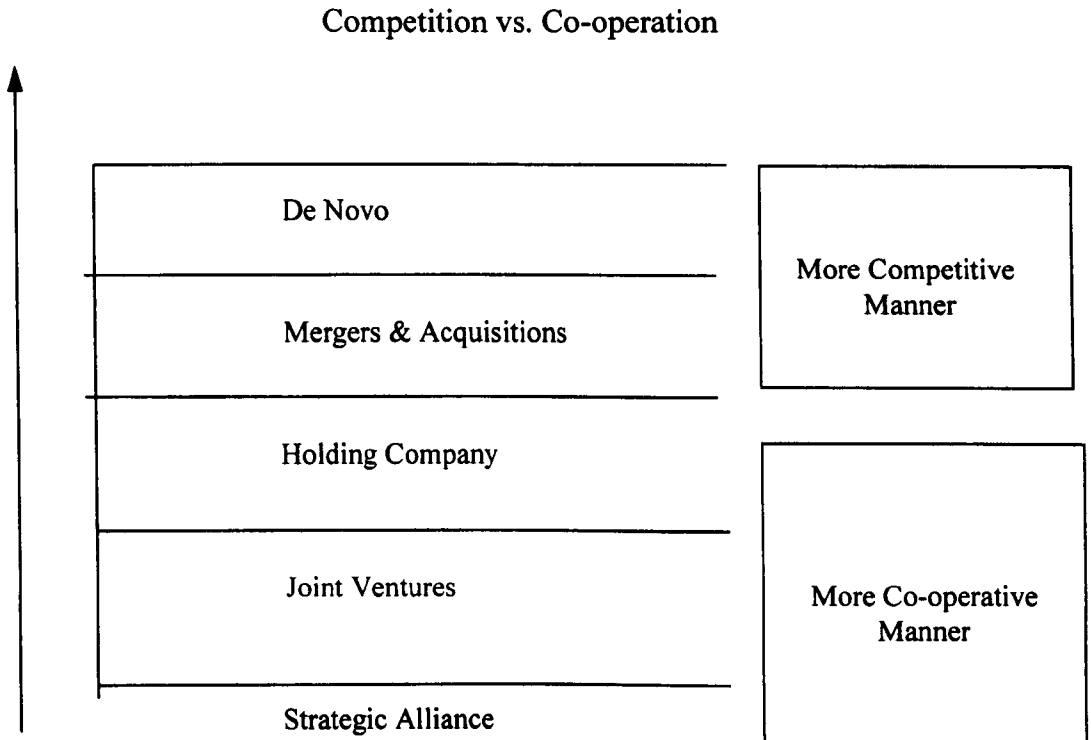 Competition vs. Co-operation
De Novo
More Competitive
Manner
Mergers & Acquisitions
Holding Company
Joint Ventures
More Co-operative
Manner
Strategic Alliance